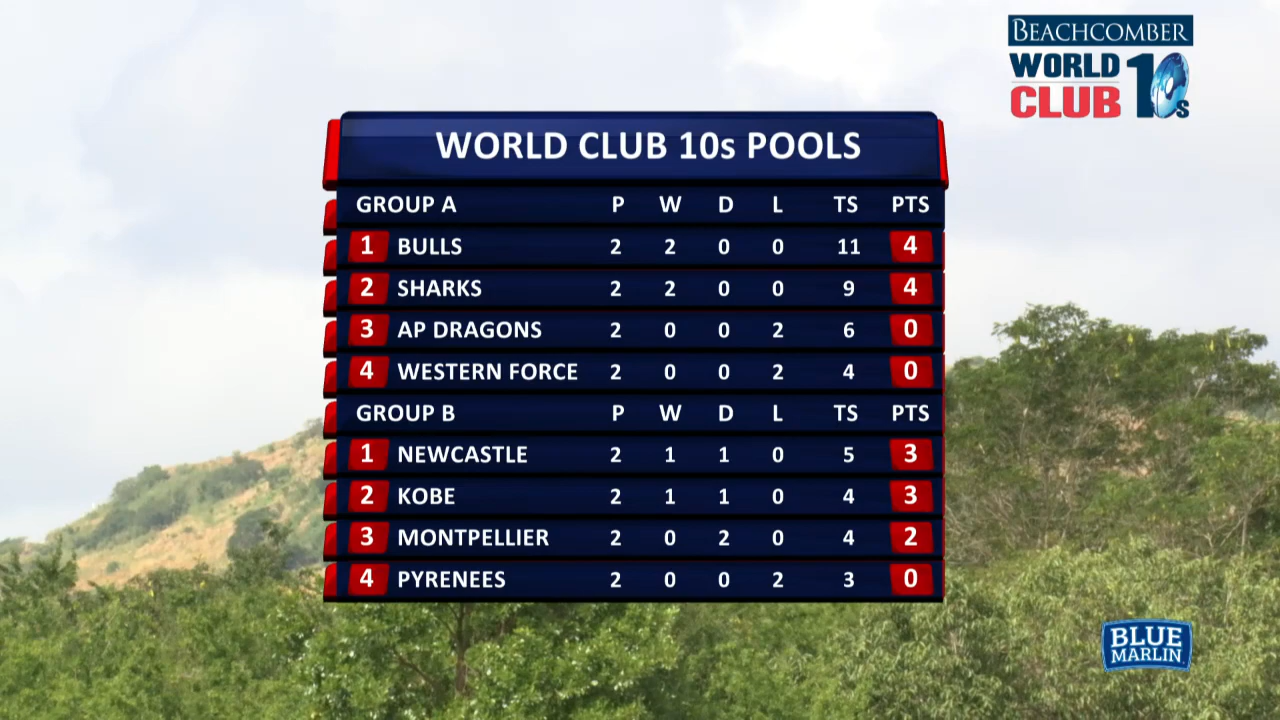 BEACHCOMBER
WORLD
CLUB 10s
WORLD CLUB 10s POOLS
GROUP A P W D L TS PTS
1 BULLS 2 2 0 0 11 4
2 SHARKS 2 2 0 0 9 4
3 AP DRAGONS 2 0 0 2 6 0
4 WESTERN FORCE 2 0 0 2 4 0
GROUP B P W D L TS PTS
1 NEWCASTLE 2 1 1 0 5 3
2 KOBE 2 1 1 0 4 3
3 MONTPELLIER 2 0 2 0 4 2
4 PYRENEES 2 0 0 2 3 0
BLUE
MARLIN